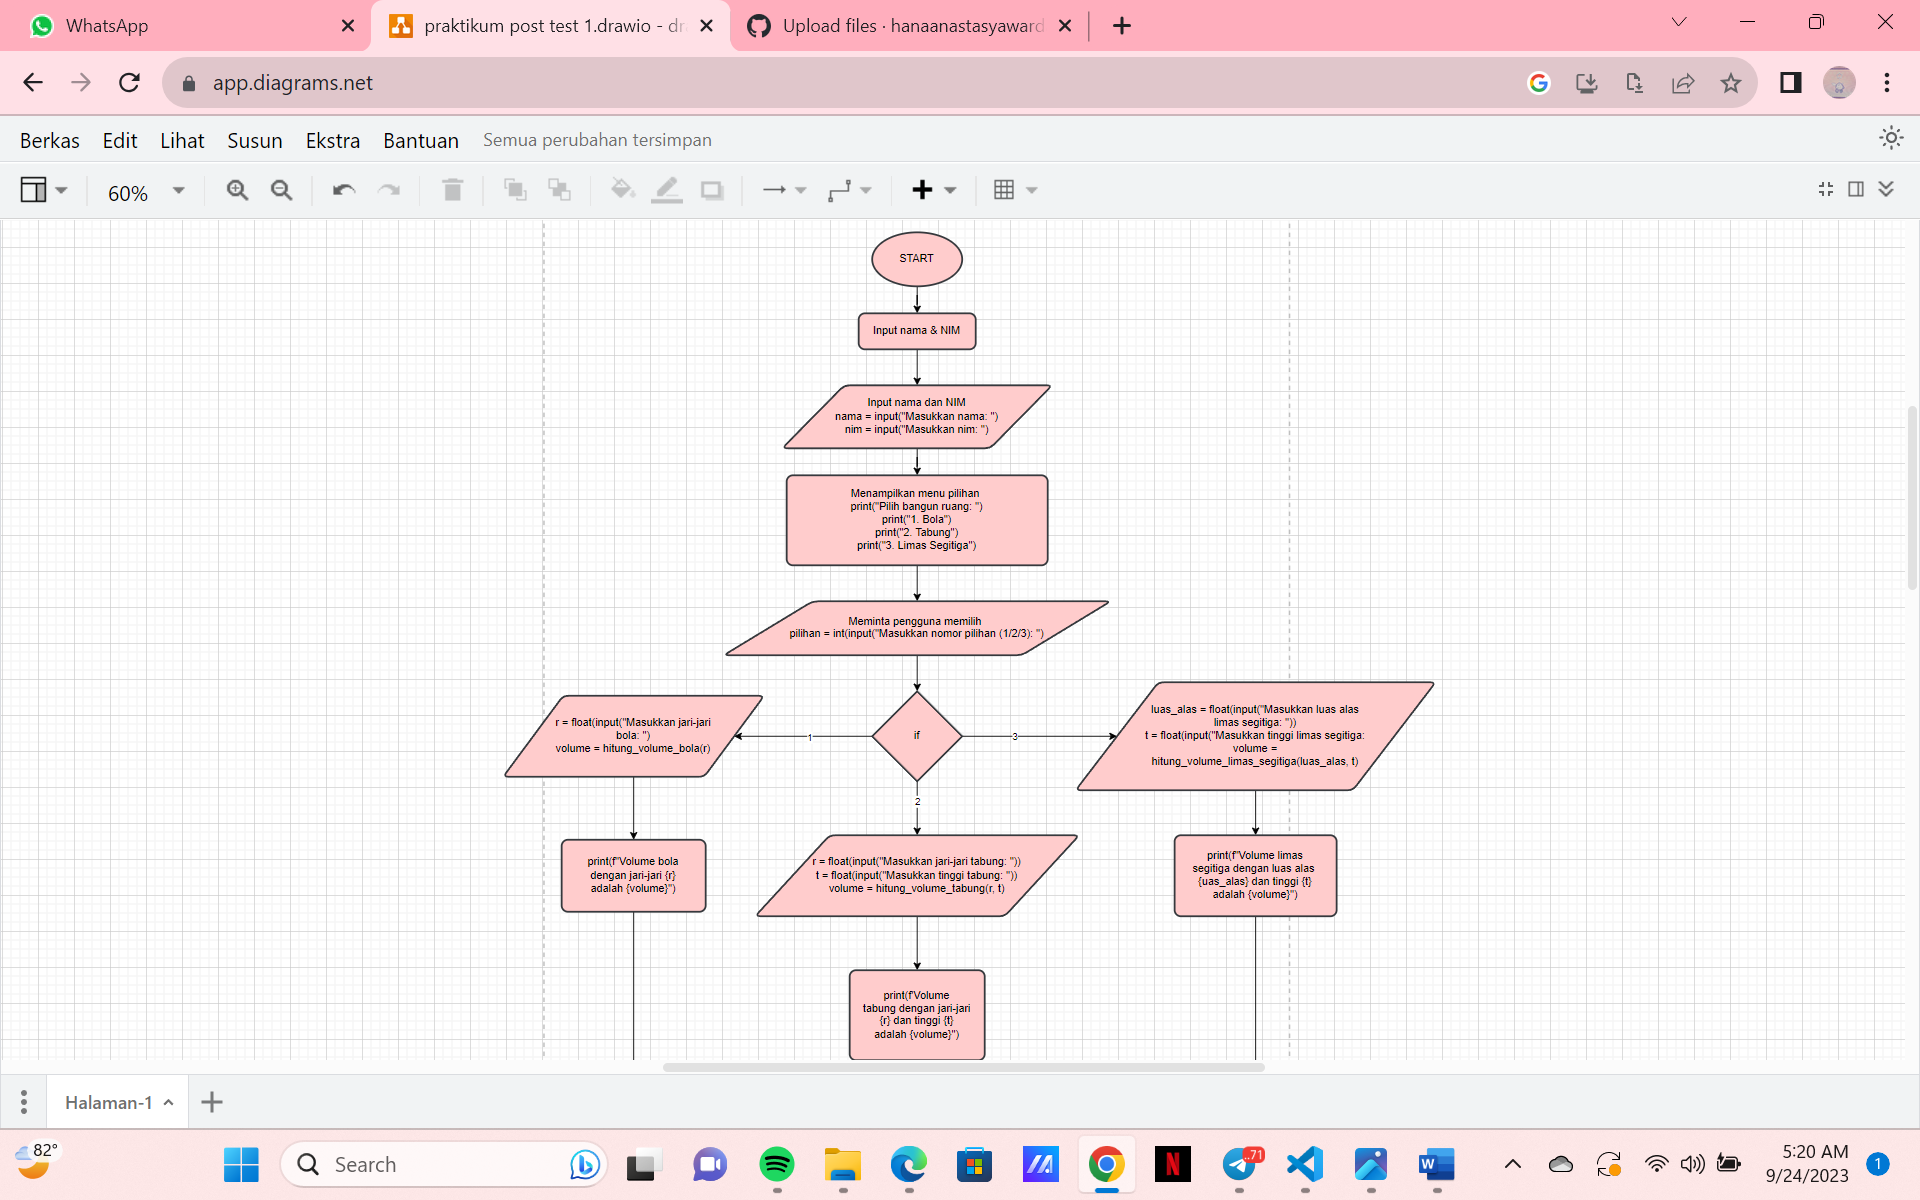 WhatsApp
praktikum post test 1.drawio - dr
Upload files · hanaanastasyaward
app.diagrams.net
Berkas Edit Lihat Susun Ekstra Bantuan Semua perubahan tersimpan
60%
START
Input nama & NIM
Input nama dan NIM
nama = input("Masukkan nama: ")
nim = input("Masukkan nim: ")
Menampilkan menu pilihan
print("Pilih bangun ruang: ")
print("1. Bola")
print("2. Tabung")
print("3. Limas Segitiga")
Meminta pengguna memilih
pilihan = int(input("Masukkan nomor pilihan (1/2/3): ")
r = float(input("Masukkan jari-jari
bola: ")
volume = hitung_volume_bola(r)
1
if
3
luas_alas = float(input("Masukkan luas alas
limas segitiga: "))
t = float(input("Masukkan tinggi limas segitiga:
volume =
hitung_volume_limas_segitiga(luas_alas, t)
2
print(f"Volume bola
dengan jari-jari {r}
adalah {volume}")
r = float(input("Masukkan jari-jari tabung: "))
t = float(input("Masukkan tinggi tabung: "))
volume = hitung_volume_tabung(r, t)
print(f"Volume limas
segitiga dengan luas alas
{uas_alas} dan tinggi {t}
adalah {volume}")
print(f'Volume
tabung dengan jari-jari
{r} dan tinggi {t}
adalah {volume}")
Halaman-1
82°
Search
..71
5:20 AM
9/24/2023
1